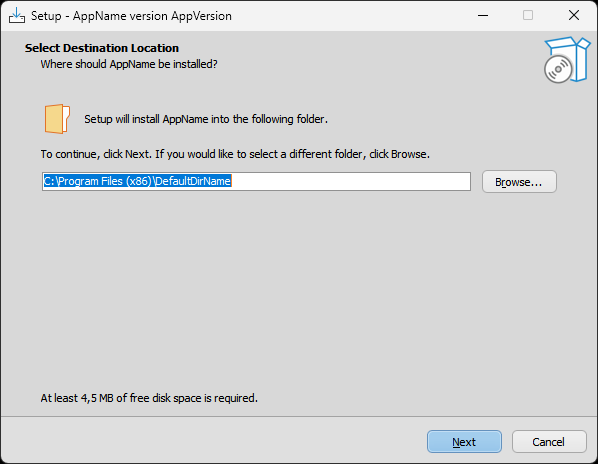 Setup - AppName version AppVersion
Select Destination Location
Where should AppName be installed?
Setup will install AppName into the following folder.
To continue, click Next. If you would like to select a different folder, click Browse.
C:\Program Files (x86)\DefaultDirName
Browse...
At least 4,5 MB of free disk space is required.
Next
Cancel